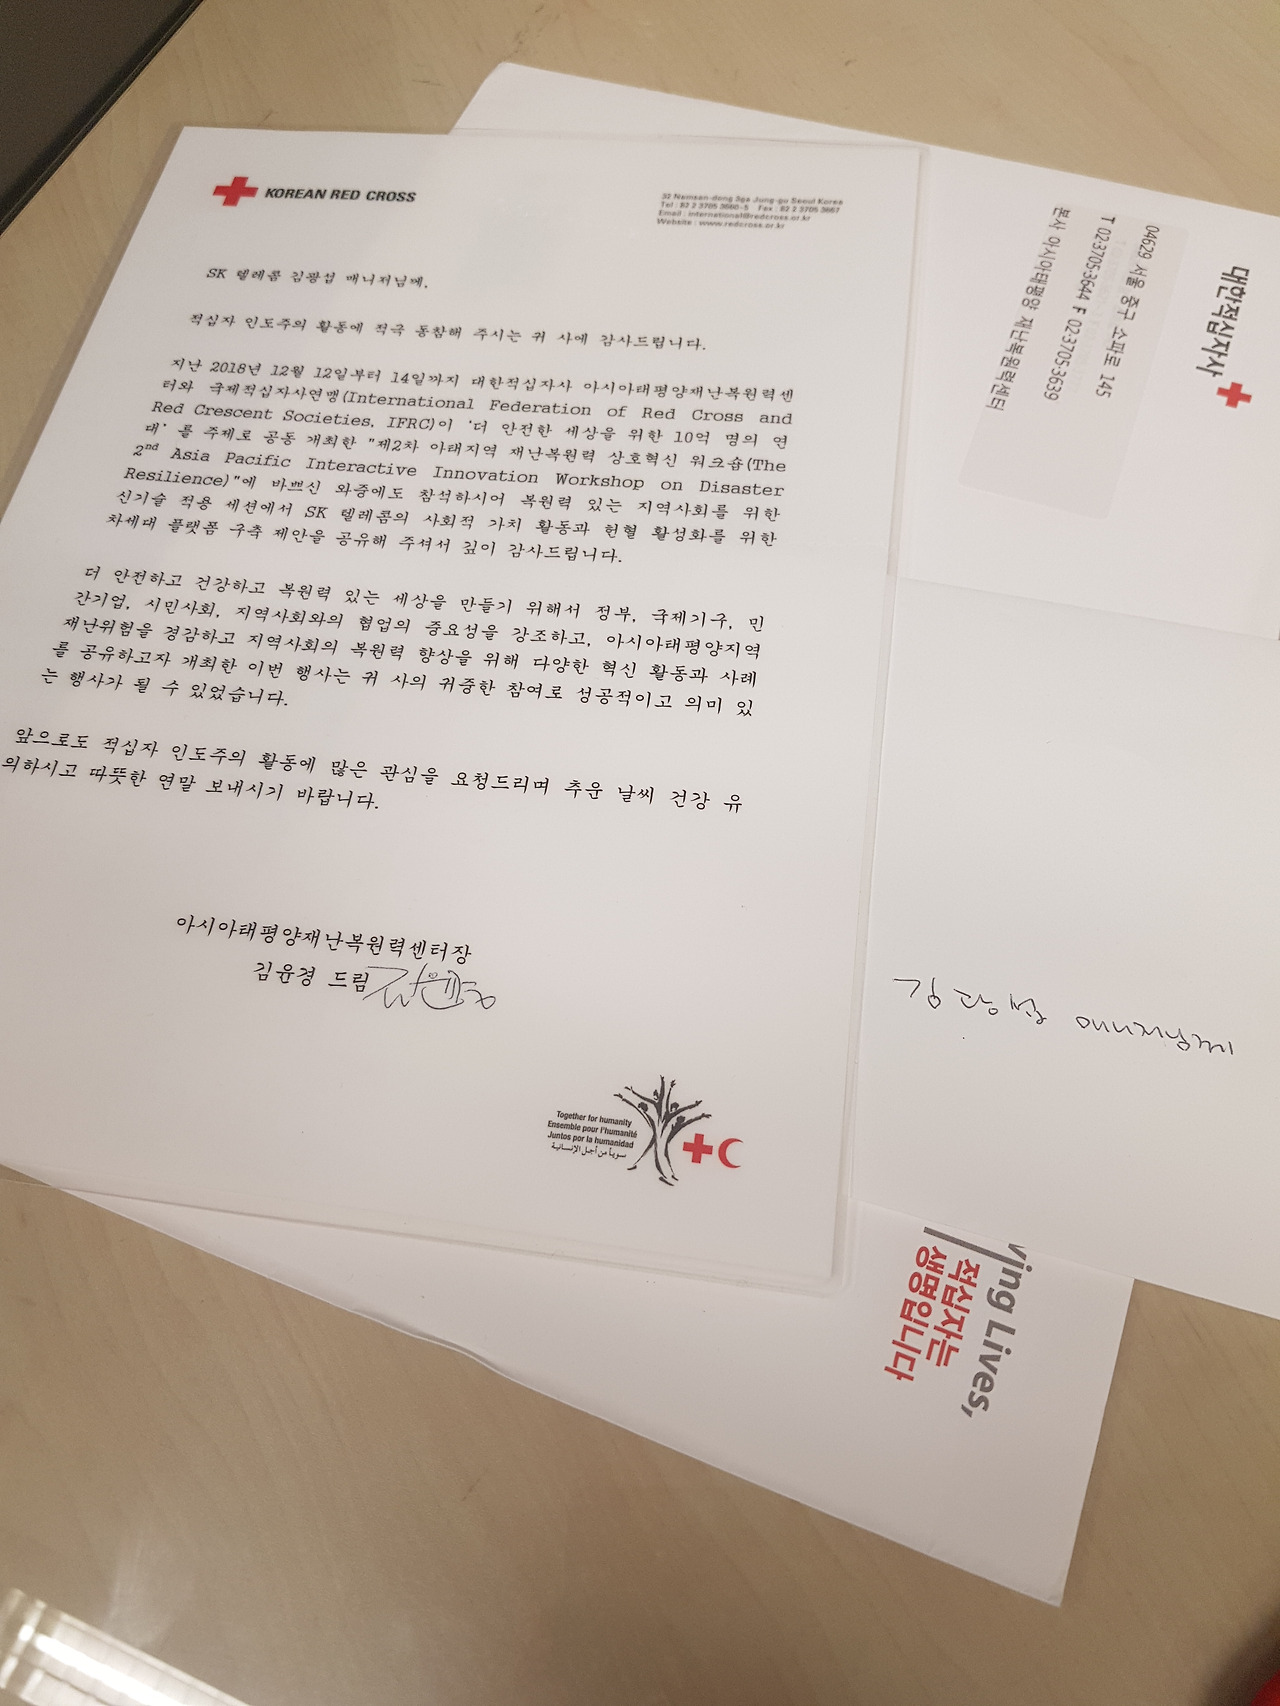 KOREAN RED CROSS
32 Namsan-dong 3ga Jung-gu Seoul Korea
Tel : 82 2 3705 3660~5 Fax : 82 2 3705 3667
Email : international@redcross.or.kr
Website : www.redcross.or.kr
SK 텔레콤 김광섭 매니저님께,
적십자 인도주의 활동에 적극 동참해 주시는 귀 사에 감사드립니다.
지난 2018년 12월 12일부터 14일까지 대한적십자사 아시아태평양재난복원력센
터와 국제적십자사연맹(International Federation of Red Cross and
Red Crescent Societies, IFRC)이 '더 안전한 세상을 위한 10억 명의 연
대' 를 주제로 공동 개최한 "제2차 아태지역 재난복원력 상호혁신 워크숍(The
2nd Asia Pacific Interactive Innovation Workshop on Disaster
Resilience)"에 바쁘신 와중에도 참석하시어 복원력 있는 지역사회를 위한
신기술 적용 세션에서 SK 텔레콤의 사회적 가치 활동과 헌혈 활성화를 위한
차세대 플랫폼 구축 제안을 공유해 주셔서 깊이 감사드립니다.
더 안전하고 건강하고 복원력 있는 세상을 만들기 위해서 정부, 국제기구, 민
간기업, 시민사회, 지역사회와의 협업의 중요성을 강조하고, 아시아태평양지역
재난위험을 경감하고 지역사회의 복원력 향상을 위해 다양한 혁신 활동과 사례
를 공유하고자 개최한 이번 행사는 귀 사의 귀중한 참여로 성공적이고 의미 있
는 행사가 될 수 있었습니다.
앞으로도 적십자 인도주의 활동에 많은 관심을 요청드리며 추운 날씨 건강 유
의하시고 따뜻한 연말 보내시기 바랍니다.
아시아태평양재난복원력센터장
김윤경 드림
Together for humanity
Ensemble pour l'humanité
Juntos por la humanidad
سوياً من أجل الإنسانية
대한적십자사
04629 서울 중구 소파로 145
T 02-3705-3644 F 02-3705-3639
본사 아시아태평양 재난복원력센터
김광섭 매니저님께
ving Lives,
적십자는
생명입니다